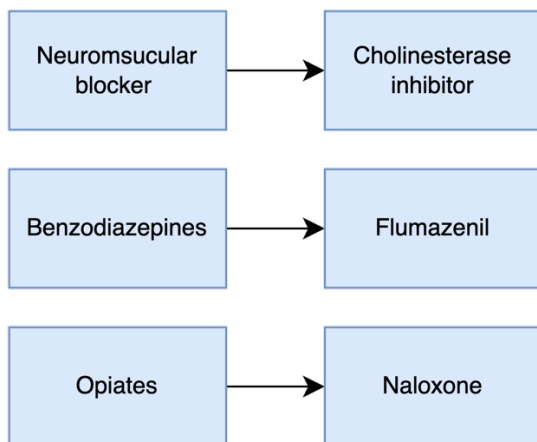 Neuromsucular
blocker
Cholinesterase
inhibitor
Benzodiazepines
Flumazenil
Opiates
Naloxone